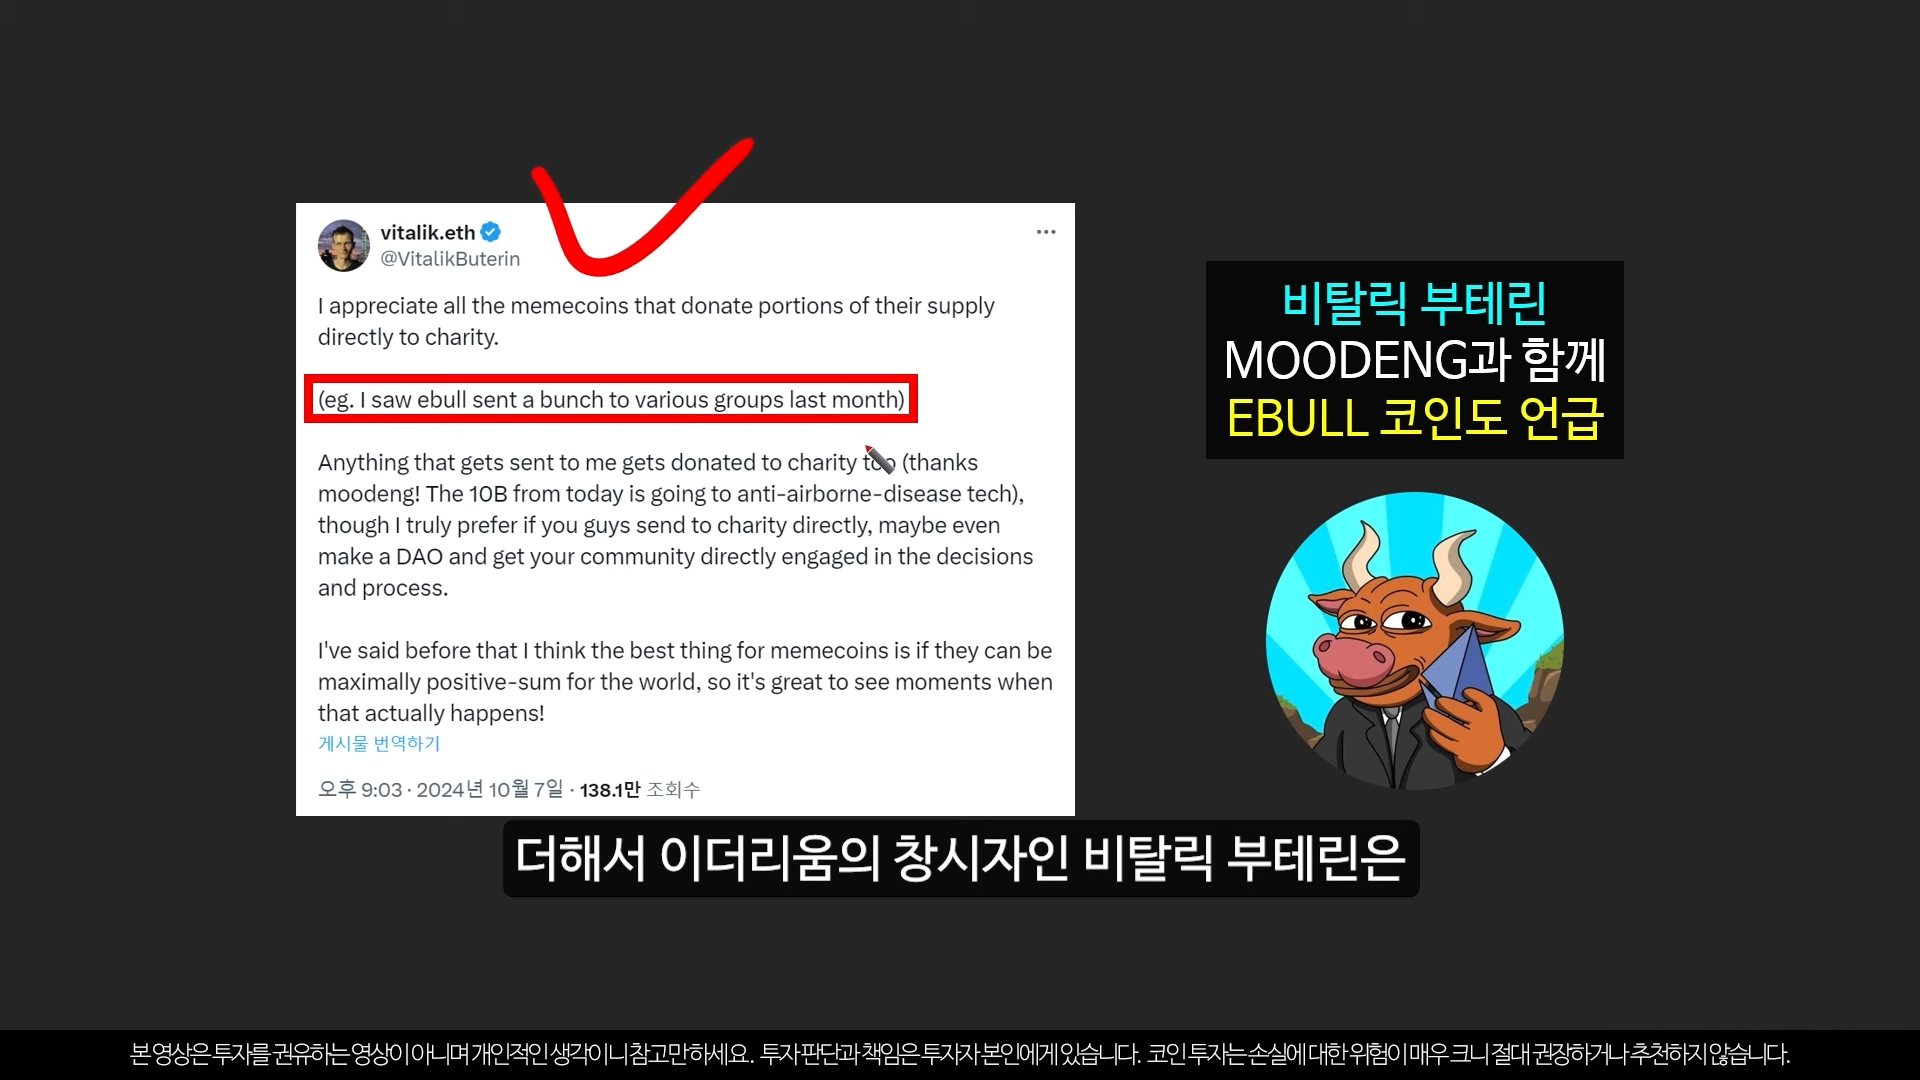 vitalik.eth
@VitalikButerin
I appreciate all the memecoins that donate portions of their supply
directly to charity.
(eg. I saw ebull sent a bunch to various groups last month)
Anything that gets sent to me gets donated to charity too (thanks
moodeng! The 10B from today is going to anti-airborne-disease tech),
though I truly prefer if you guys send to charity directly, maybe even
make a DAO and get your community directly engaged in the decisions
and process.
I've said before that I think the best thing for memecoins is if they can be
maximally positive-sum for the world, so it's great to see moments when
that actually happens!
게시물 번역하기
오후 9:03 · 2024년 10월 7일 · 138.1만 조회수
비탈릭 부테린
MOODENG과 함께
EBULL 코인도 언급
더해서 이더리움의 창시자인 비탈릭 부테린은
본 영상은 투자를 권유하는 영상이 아니며 개인적인 생각이니 참고만 하세요. 투자 판단과 책임은 투자자 본인에게 있습니다. 코인 투자는 손실에 대한 위험이 매우 크니 절대 권장하거나 추천하지 않습니다.